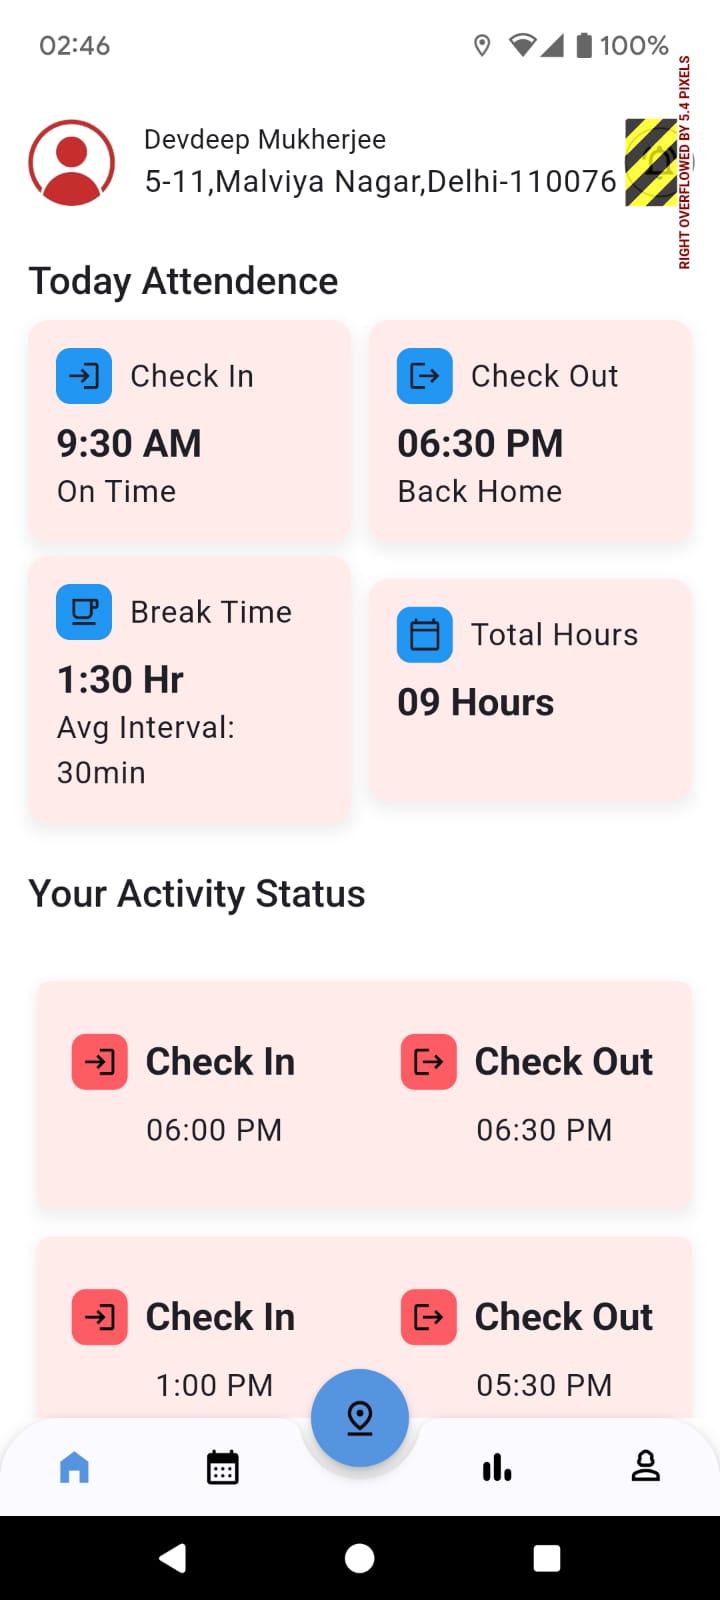 02:46
100%
Devdeep Mukherjee
5-11,Malviya Nagar,Delhi-110076
RIGHT OVERFLOWED BY 5.4 PIXELS
Today Attendence
Check In
9:30 AM
On Time
Check Out
06:30 PM
Back Home
Break Time
1:30 Hr
Avg Interval:
30min
Total Hours
09 Hours
Your Activity Status
Check In
06:00 PM
Check Out
06:30 PM
Check In
1:00 PM
Check Out
05:30 PM